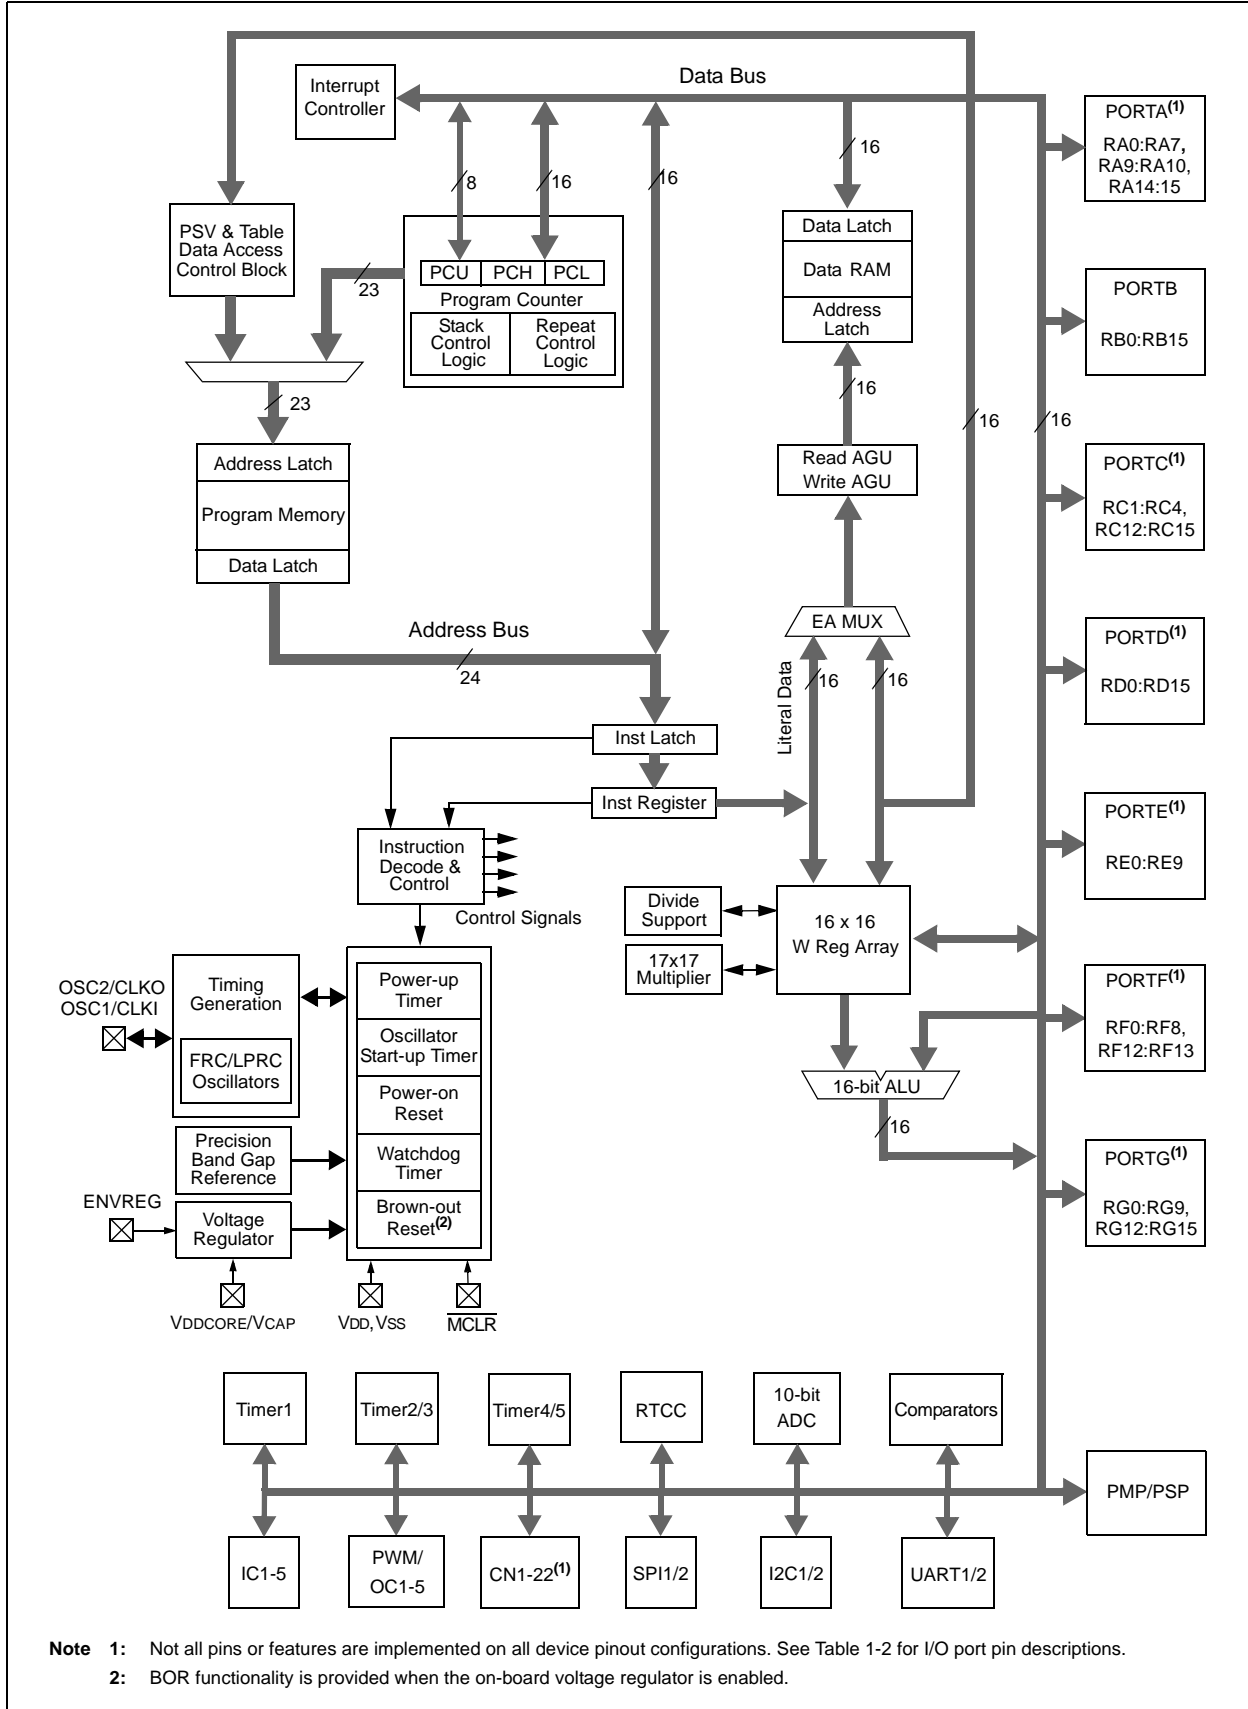 Data Bus
Interrupt
Controller
8
16
16
16
PORTA(1)
RA0:RA7,
RA9:RA10,
RA14:15
PSV & Table
Data Access
Control Block
23
PCU
PCH
PCL
Program Counter
Stack
Control
Logic
Repeat
Control
Logic
Data Latch
Data RAM
Address
Latch
PORTB
RB0:RB15
23
16
16
16
Address Latch
Program Memory
Data Latch
Read AGU
Write AGU
PORTC(1)
RC1:RC4,
RC12:RC15
Address Bus
24
EA MUX
Literal Data
16
16
PORTD(1)
RD0:RD15
Inst Latch
Inst Register
PORTE(1)
RE0:RE9
Instruction
Decode &
Control
Control Signals
Divide
Support
17x17
Multiplier
16 x 16
W Reg Array
OSC2/CLKO
OSC1/CLKI
Timing
Generation
FRC/LPRC
Oscillators
Power-up
Timer
Oscillator
Start-up Timer
Power-on
Reset
Watchdog
Timer
Brown-out
Reset(2)
PORTF(1)
RF0:RF8,
RF12:RF13
16-bit ALU
16
Precision
Band Gap
Reference
ENVREG
Voltage
Regulator
PORTG(1)
RG0:RG9,
RG12:RG15
VDDCORE/VCAP
VDD, VSS
MCLR
Timer1
Timer2/3
Timer4/5
RTCC
10-bit
ADC
Comparators
PMP/PSP
IC1-5
PWM/
OC1-5
CN1-22(1)
SPI1/2
I2C1/2
UART1/2
Note 1: Not all pins or features are implemented on all device pinout configurations. See Table 1-2 for I/O port pin descriptions.
2: BOR functionality is provided when the on-board voltage regulator is enabled.